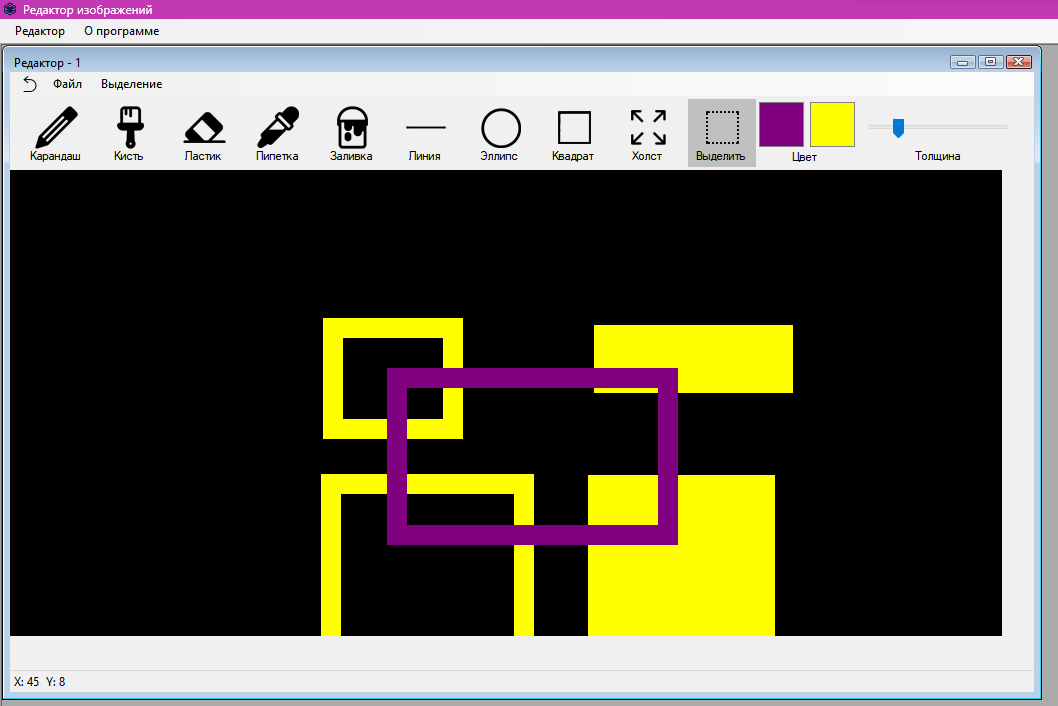 Редактор изображений
Редактор О программе
Редактор - 1
Файл Выделение
Карандаш Кисть Ластик Пипетка Заливка Линия Эллипс Квадрат Холст Выделить Цвет Толщина
X: 45 Y: 8